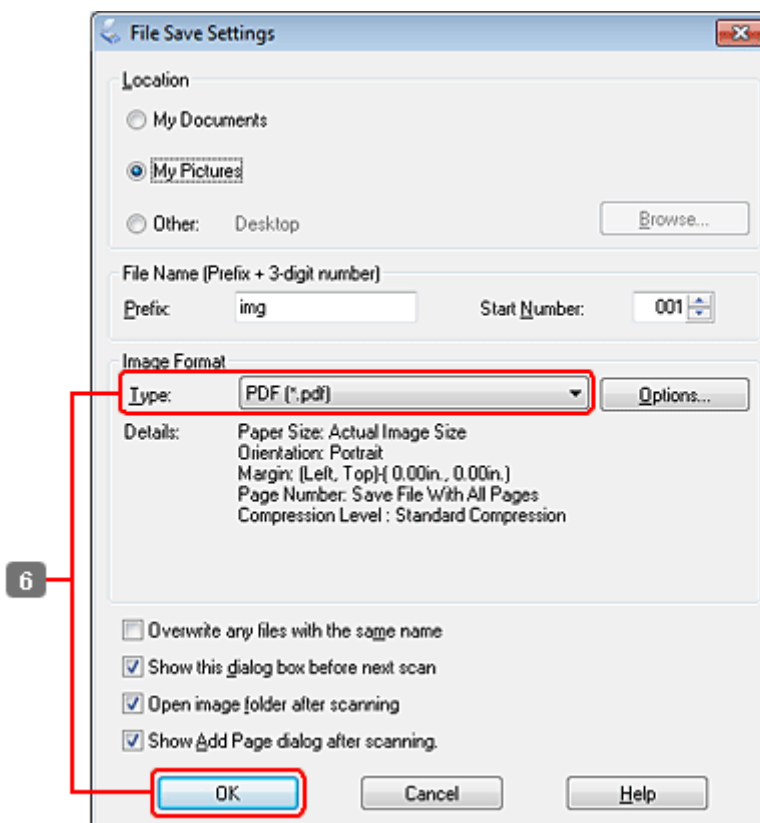 File Save Settings
Location
My Documents
My Pictures
Other: Desktop Browse...
File Name (Prefix + 3-digit number)
Prefix: img Start Number: 001
Image Format
Type: PDF (*.pdf) Options...
Details: Paper Size: Actual Image Size
Orientation: Portrait
Margin: (Left, Top)-( 0.00in., 0.00in.)
Page Number: Save File With All Pages
Compression Level : Standard Compression
6
Overwrite any files with the same name
Show this dialog box before next scan
Open image folder after scanning
Show Add Page dialog after scanning.
OK Cancel Help